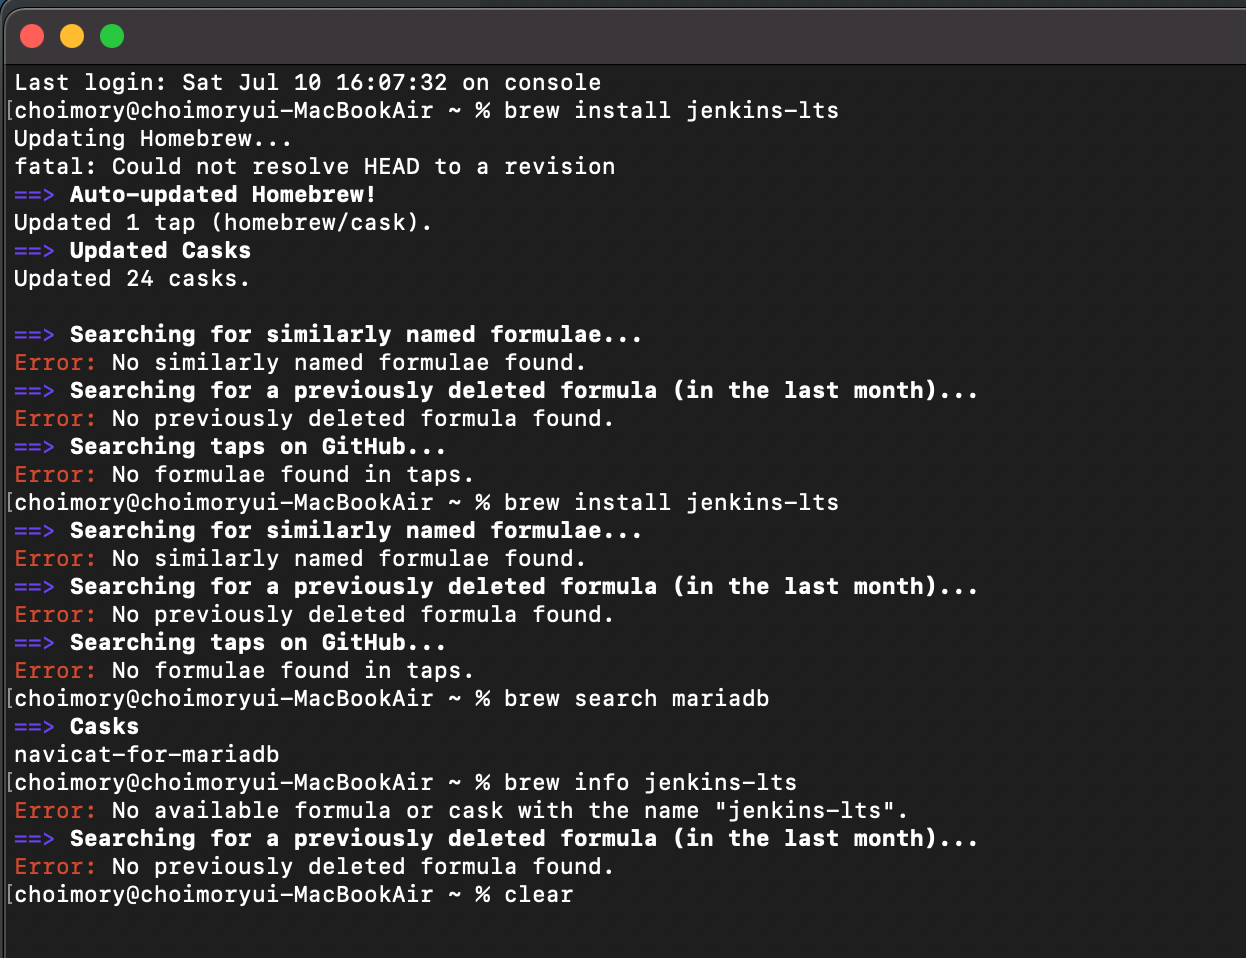 Last login: Sat Jul 10 16:07:32 on console
[choimory@choimoryui-MacBookAir ~ % brew install jenkins-lts
Updating Homebrew...
fatal: Could not resolve HEAD to a revision
==> Auto-updated Homebrew!
Updated 1 tap (homebrew/cask).
==> Updated Casks
Updated 24 casks.

==> Searching for similarly named formulae...
Error: No similarly named formulae found.
==> Searching for a previously deleted formula (in the last month)...
Error: No previously deleted formula found.
==> Searching taps on GitHub...
Error: No formulae found in taps.
[choimory@choimoryui-MacBookAir ~ % brew install jenkins-lts
==> Searching for similarly named formulae...
Error: No similarly named formulae found.
==> Searching for a previously deleted formula (in the last month)...
Error: No previously deleted formula found.
==> Searching taps on GitHub...
Error: No formulae found in taps.
[choimory@choimoryui-MacBookAir ~ % brew search mariadb
==> Casks
navicat-for-mariadb
[choimory@choimoryui-MacBookAir ~ % brew info jenkins-lts
Error: No available formula or cask with the name "jenkins-lts".
==> Searching for a previously deleted formula (in the last month)...
Error: No previously deleted formula found.
[choimory@choimoryui-MacBookAir ~ % clear